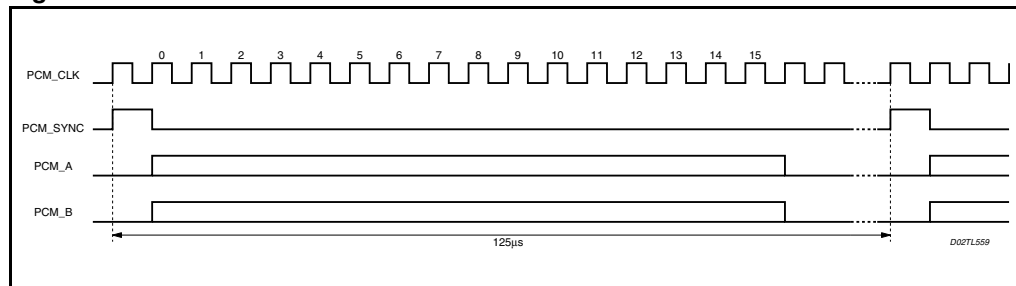 0 1 2 3 4 5 6 7 8 9 10 11 12 13 14 15
PCM_CLK
PCM_SYNC
PCM_A
PCM_B
125µs
D02TL559